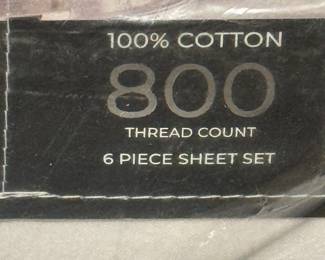 100% COTTON
800
THREAD COUNT
6 PIECE SHEET SET